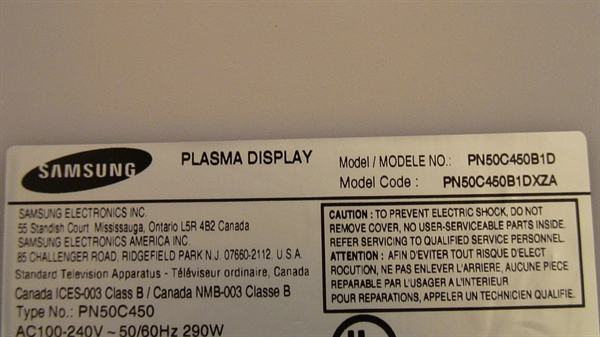 SAMSUNG
PLASMA DISPLAY
Model / MODELE NO.: PN50C450B1D
Model Code : PN50C450B1DXZA
SAMSUNG ELECTRONICS INC.
55 Standish Court Mississauga, Ontario L5R 4B2 Canada
SAMSUNG ELECTRONICS AMERICA INC.
85 CHALLENGER ROAD, RIDGEFIELD PARK N.J. 07660-2112. U.S.A.
Standard Television Apparatus - Téléviseur ordinaire, Canada
Canada ICES-003 Class B / Canada NMB-003 Classe B
Type No.: PN50C450
AC100-240V ~ 50/60Hz 290W
CAUTION : TO PREVENT ELECTRIC SHOCK, DO NOT
REMOVE COVER, NO USER-SERVICEABLE PARTS INSIDE.
REFER SERVICING TO QUALIFIED SERVICE PERSONNEL.
ATTENTION : AFIN D'EVITER TOUT RISQUE D'ELECT
ROCUTION, NE PAS ENLEVER L'ARRIERE, AUCUNE PIECE
REPARABLE PAR L'USAGER A L'INTERIEUR
POUR REPARATIONS, APPELER UN TECHNICIEN QUALIFIE.